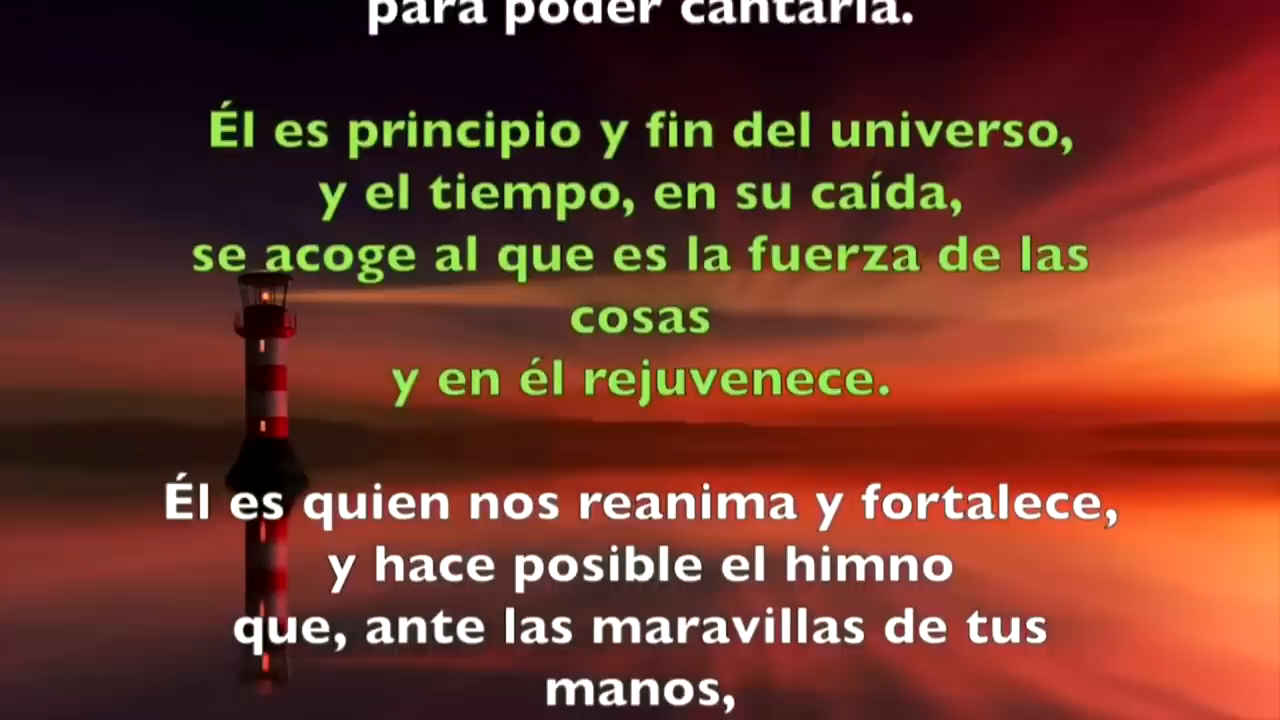 para poder cantarla.
Él es principio y fin del universo,
y el tiempo, en su caída,
se acoge al que es la fuerza de las
cosas
y en él rejuvenece.
Él es quien nos reanima y fortalece,
y hace posible el himno
que, ante las maravillas de tus
manos,